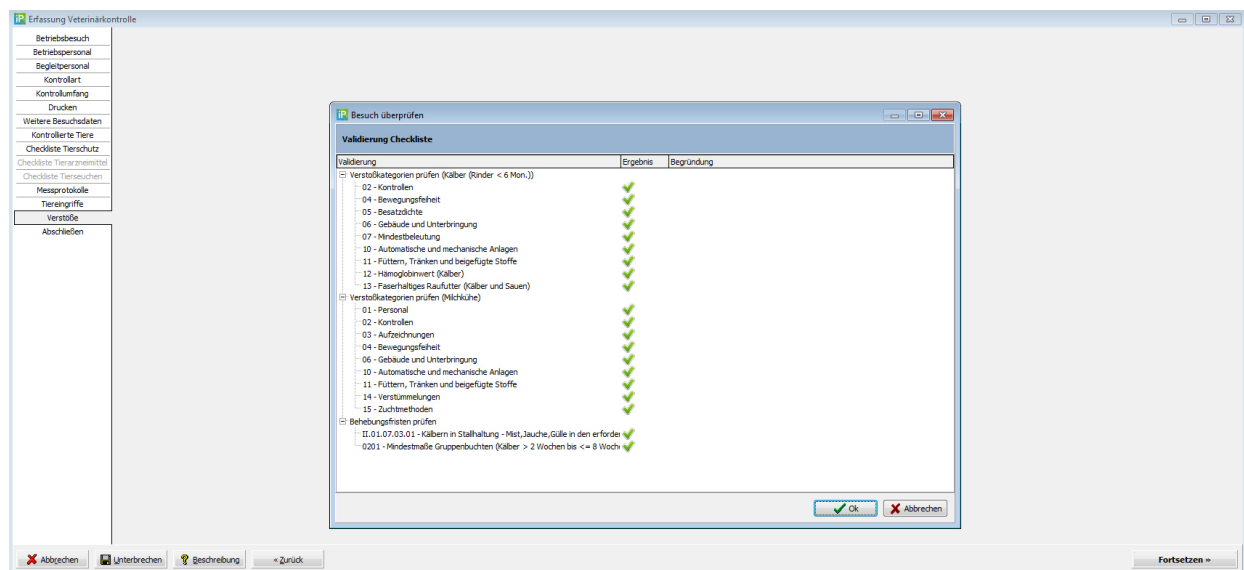 iP Erfassung Veterinärkontrolle
Betriebsbesuch
Betriebspersonal
Begleitpersonal
Kontrollart
Kontrollumfang
Drucken
Weitere Besuchsdaten
Kontrollierte Tiere
Checkliste Tierschutz
Checkliste Tierarzneimittel
Checkliste Tierseuchen
Messprotokolle
Tiereingriffe
Verstöße
Abschließen
iP Besuch überprüfen
Validierung Checkliste
Validierung Ergebnis Begründung
Verstoßkategorien prüfen (Kälber (Rinder < 6 Mon.))
02 - Kontrollen
04 - Bewegungsfeiheit
05 - Besatzdichte
06 - Gebäude und Unterbringung
07 - Mindestbeleutung
10 - Automatische und mechanische Anlagen
11 - Füttern, Tränken und beigefügte Stoffe
12 - Hämoglobinwert (Kälber)
13 - Faserhaltiges Raufutter (Kälber und Sauen)
Verstoßkategorien prüfen (Milchkühe)
01 - Personal
02 - Kontrollen
03 - Aufzeichnungen
04 - Bewegungsfeiheit
06 - Gebäude und Unterbringung
10 - Automatische und mechanische Anlagen
11 - Füttern, Tränken und beigefügte Stoffe
14 - Verstümmelungen
15 - Zuchtmethoden
Behebungsfristen prüfen
II.01.07.03.01 - Kälbern in Stallhaltung - Mist,Jauche,Gülle in den erforder
0201 - Mindestmaße Gruppenbuchten (Kälber > 2 Wochen bis <= 8 Woch
Ok Abbrechen
Abbrechen Unterbrechen Beschreibung « Zurück Fortsetzen »